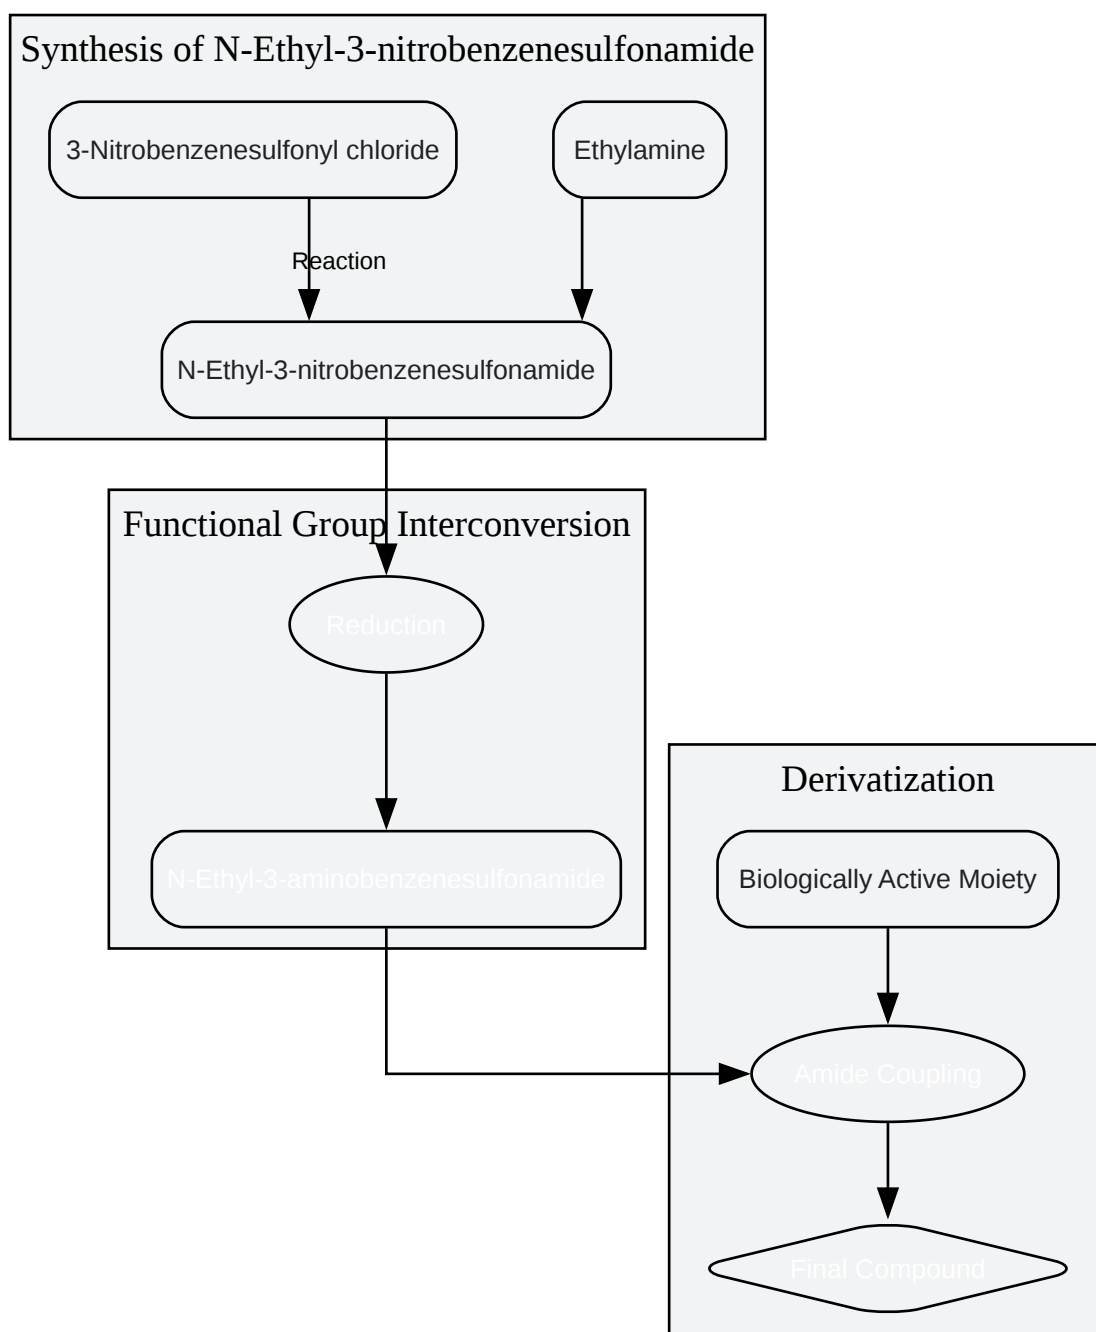 Synthesis of N-Ethyl-3-nitrobenzenesulfonamide
3-Nitrobenzenesulfonyl chloride
Ethylamine
Reaction
N-Ethyl-3-nitrobenzenesulfonamide
Functional Group Interconversion
Reduction
N-Ethyl-3-aminobenzenesulfonamide
Derivatization
Biologically Active Moiety
Amide Coupling
Final Compound